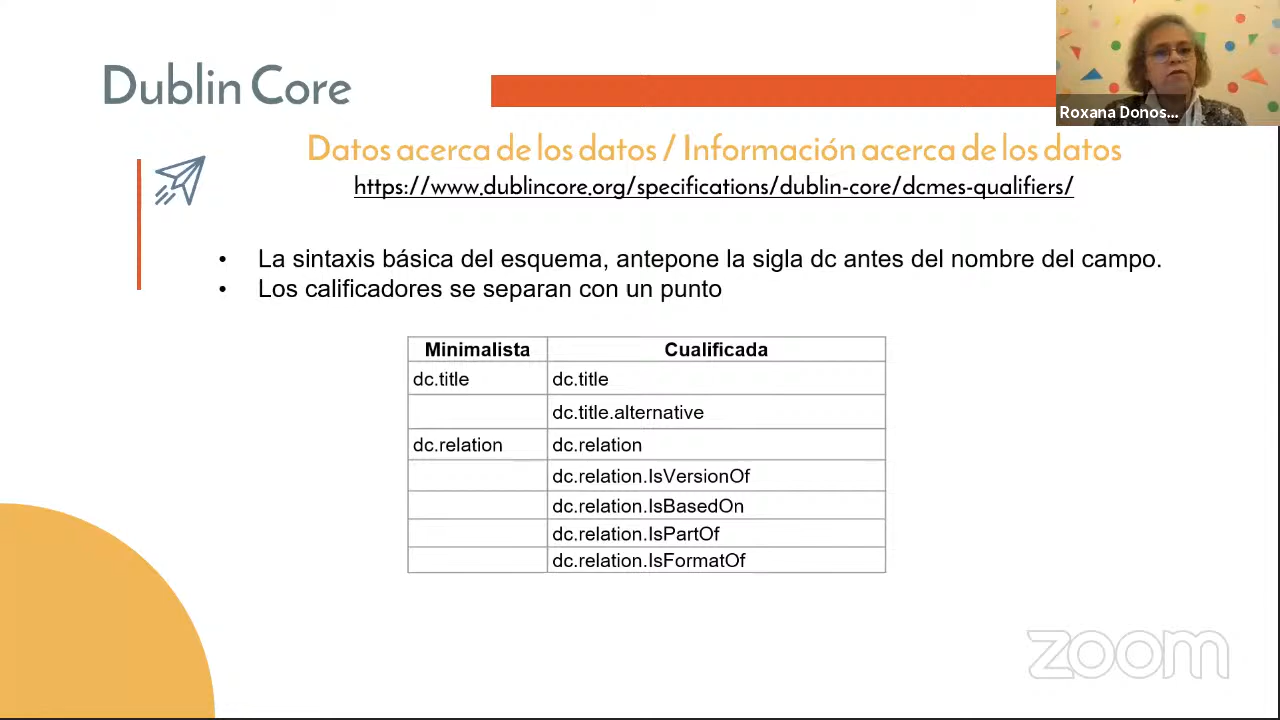 Dublin Core
Roxana Donos...
Datos acerca de los datos / Información acerca de los datos
https://www.dublincore.org/specifications/dublin-core/dcmes-qualifiers/
• La sintaxis básica del esquema, antepone la sigla dc antes del nombre del campo.
• Los calificadores se separan con un punto
Minimalista Cualificada
dc.title dc.title
dc.title.alternative
dc.relation dc.relation
dc.relation.IsVersionOf
dc.relation.IsBasedOn
dc.relation.IsPartOf
dc.relation.IsFormatOf
zoom